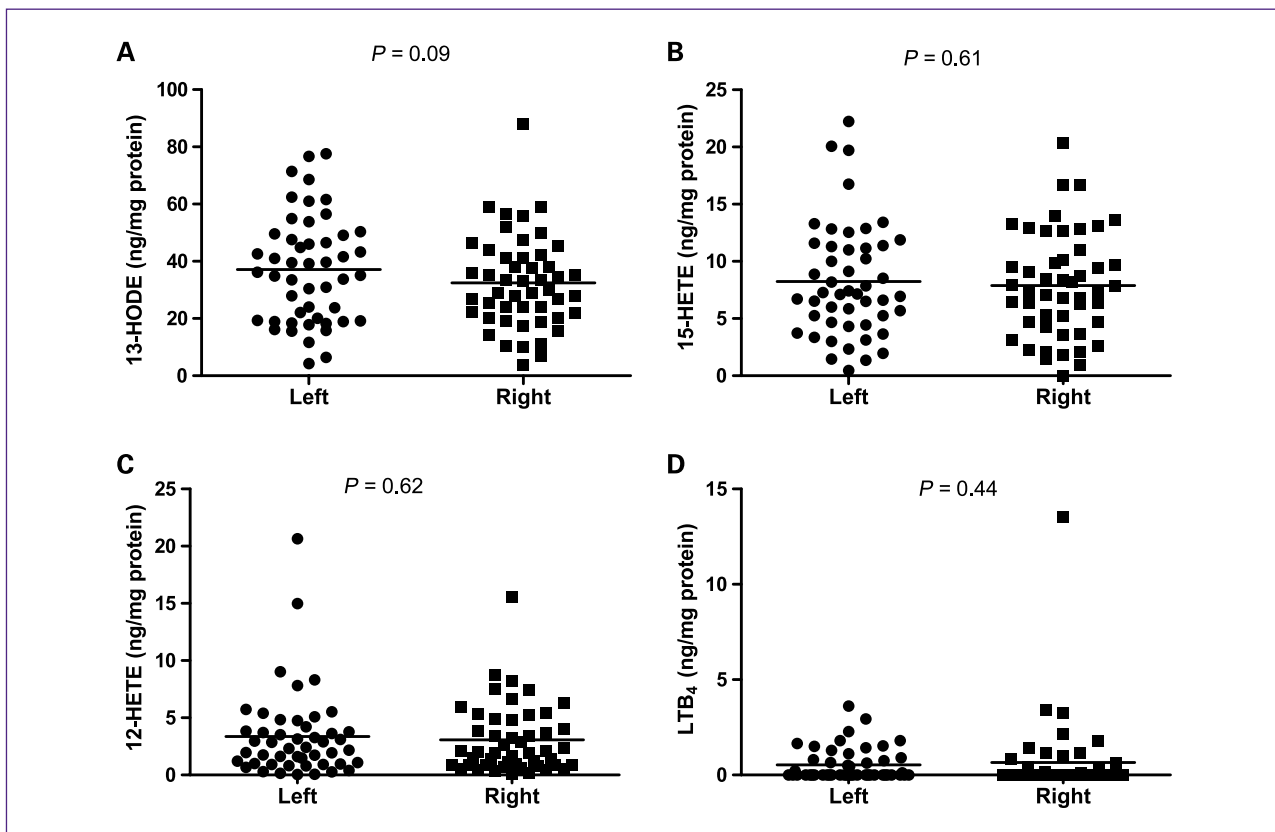 A
P = 0.09
13-HODE (ng/mg protein)
100
80
60
40
20
0
Left
Right
B
P = 0.61
15-HETE (ng/mg protein)
25
20
15
10
5
0
Left
Right
C
P = 0.62
12-HETE (ng/mg protein)
25
20
15
10
5
0
Left
Right
D
P = 0.44
LTB₄ (ng/mg protein)
15
10
5
0
Left
Right